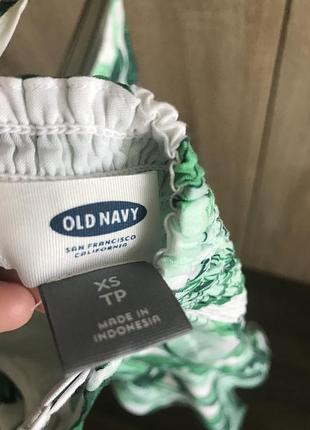 OLD NAVY
SAN FRANCISCO
CALIFORNIA
XS
TP
MADE IN
INDONESIA